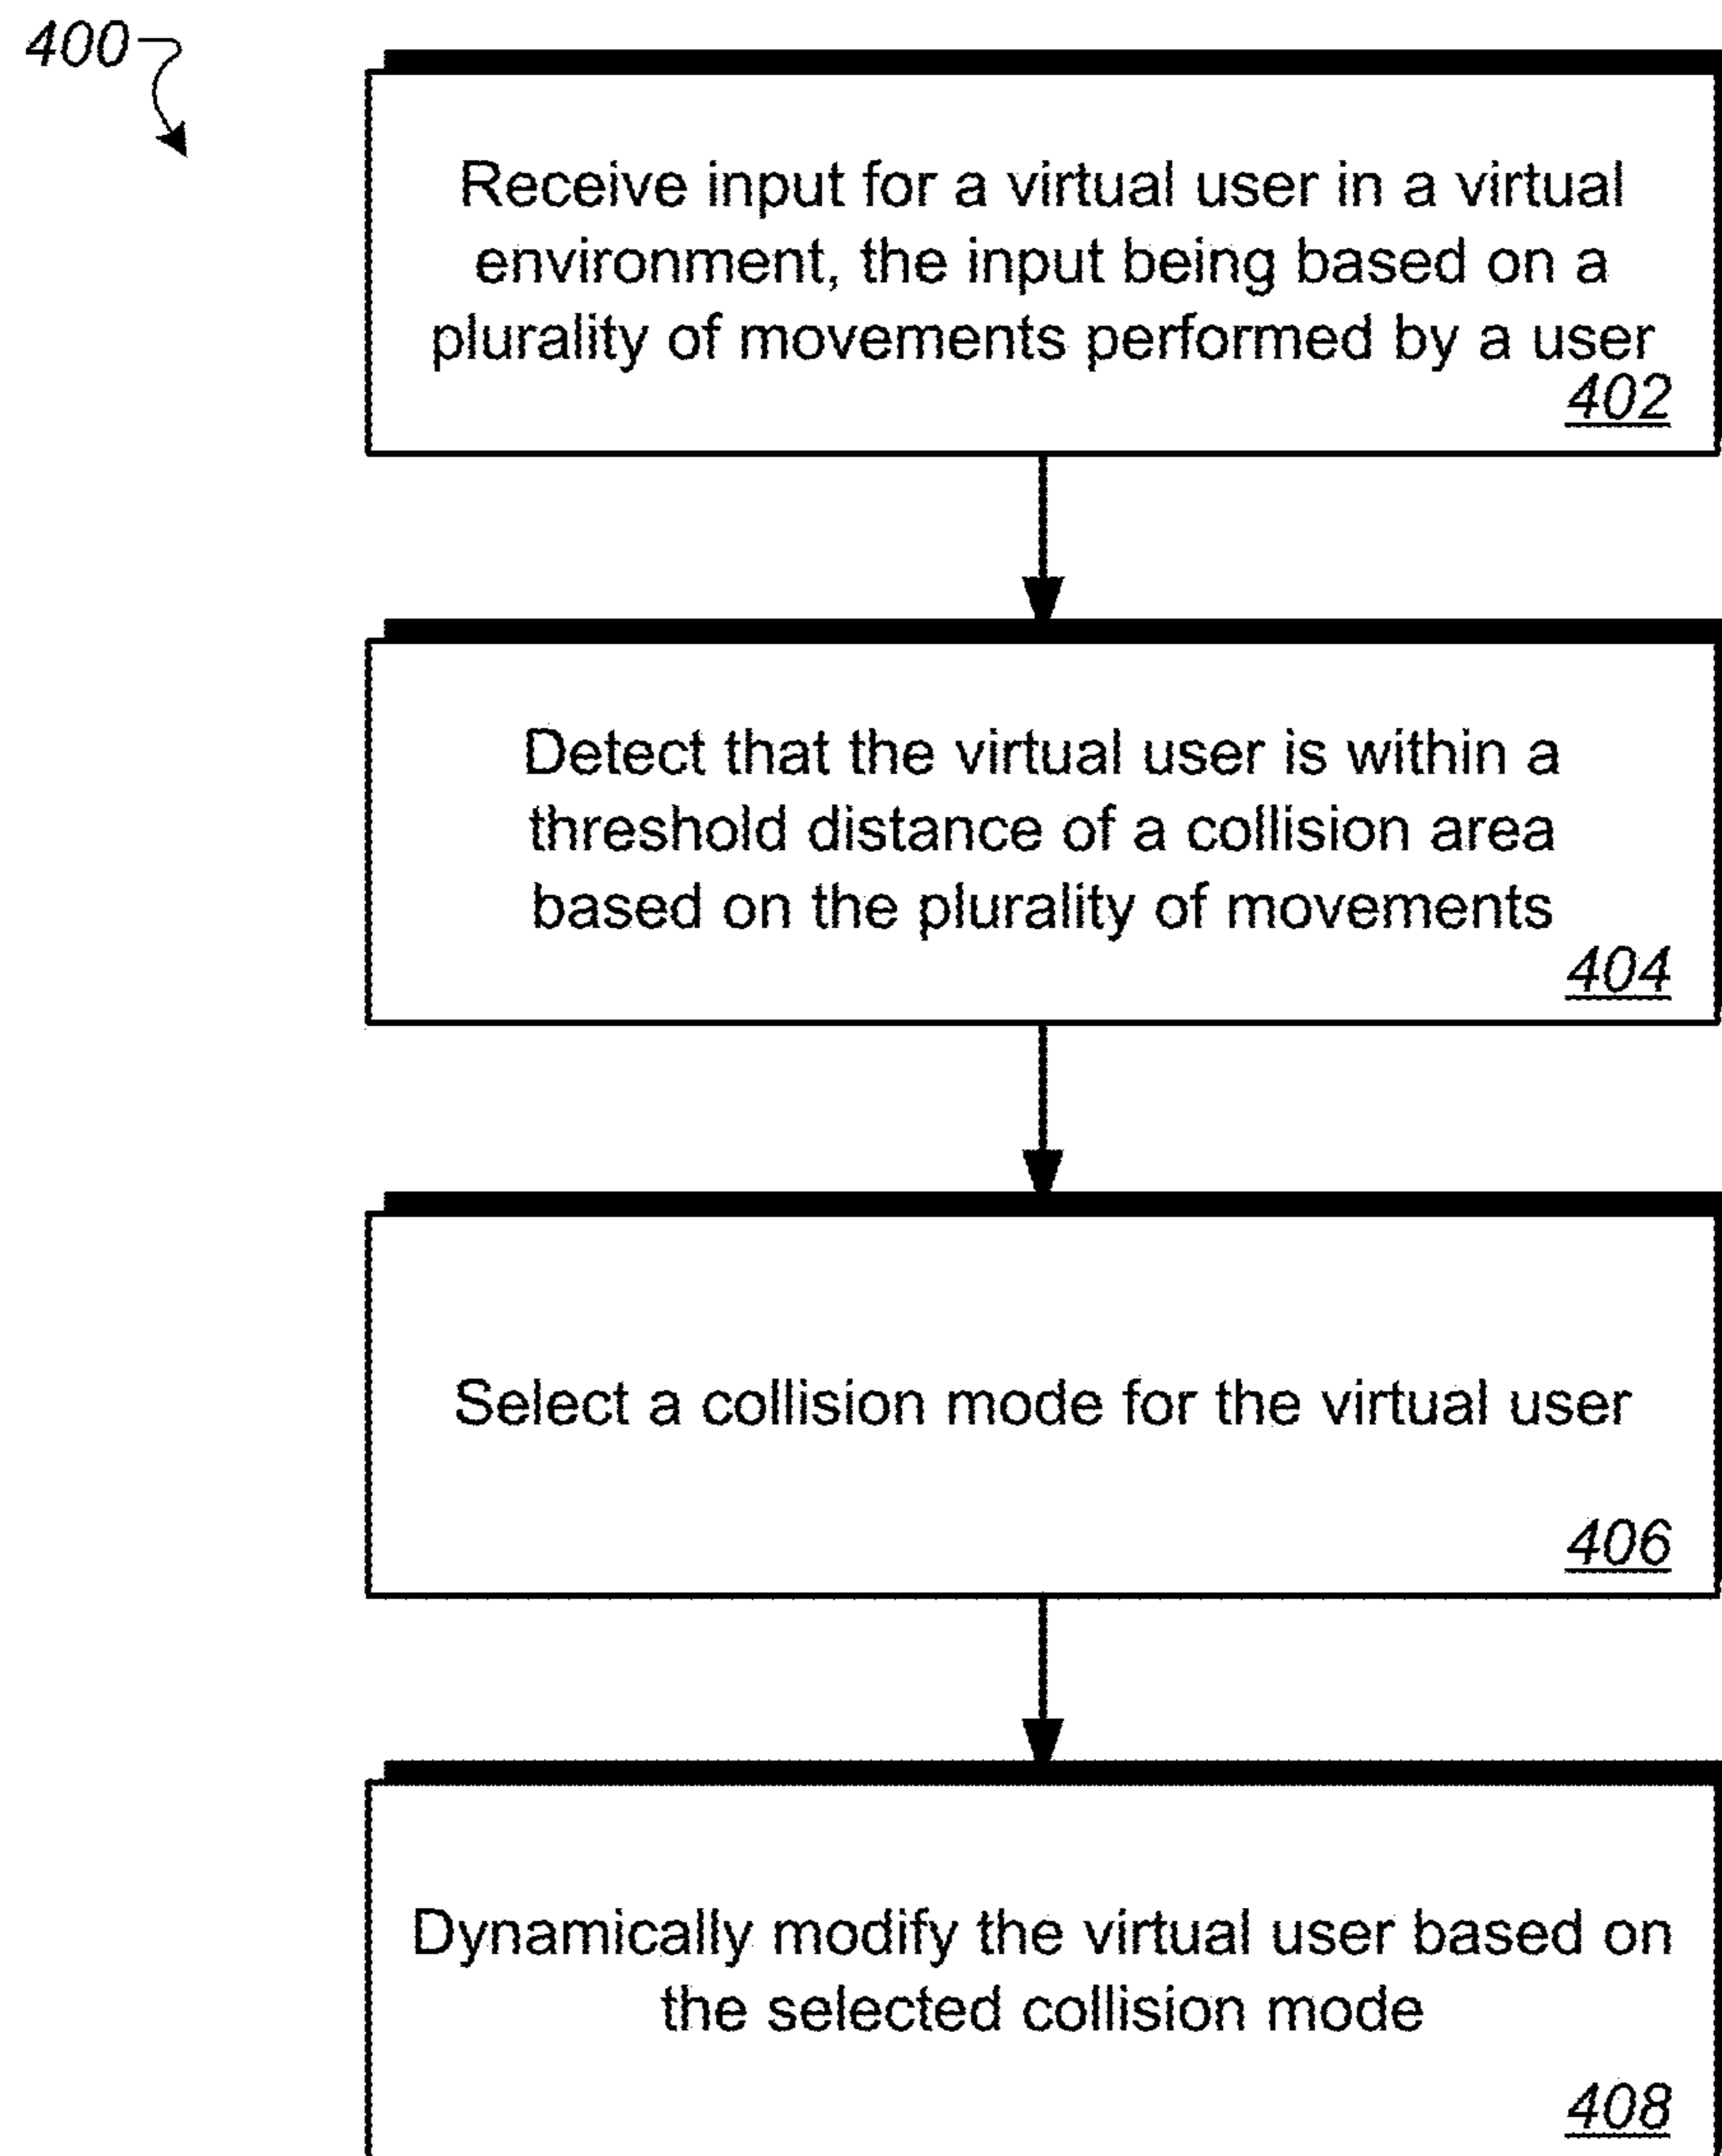 400
Receive input for a virtual user in a virtual
environment, the input being based on a
plurality of movements performed by a user
402
Detect that the virtual user is within a
threshold distance of a collision area
based on the plurality of movements
404
Select a collision mode for the virtual user
406
Dynamically modify the virtual user based on
the selected collision mode
408